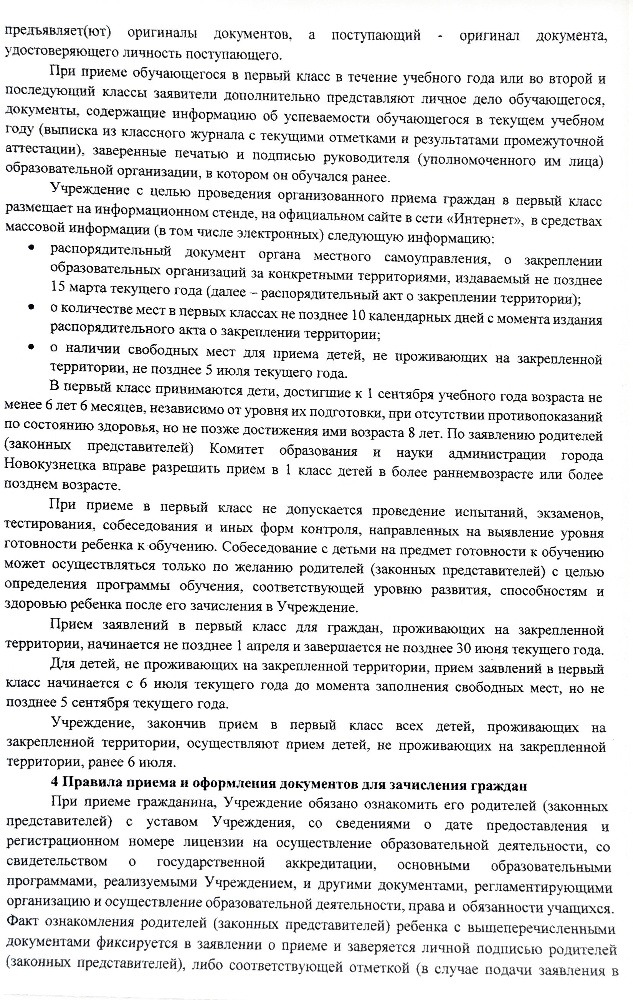 предъявляет(ют) оригиналы документов, а поступающий - оригинал документа,
удостоверяющего личность поступающего.
При приеме обучающегося в первый класс в течение учебного года или во второй и
последующий классы заявители дополнительно представляют личное дело обучающегося,
документы, содержащие информацию об успеваемости обучающегося в текущем учебном
году (выписка из классного журнала с текущими отметками и результатами промежуточной
аттестации), заверенные печатью и подписью руководителя (уполномоченного им лица)
образовательной организации, в котором он обучался ранее.
Учреждение с целью проведения организованного приема граждан в первый класс
размещает на информационном стенде, на официальном сайте в сети «Интернет», в средствах
массовой информации (в том числе электронных) следующую информацию:
• распорядительный документ органа местного самоуправления, о закреплении
образовательных организаций за конкретными территориями, издаваемый не позднее
15 марта текущего года (далее – распорядительный акт о закреплении территории);
• о количестве мест в первых классах не позднее 10 календарных дней с момента издания
распорядительного акта о закреплении территории;
• о наличии свободных мест для приема детей, не проживающих на закрепленной
территории, не позднее 5 июля текущего года.
В первый класс принимаются дети, достигшие к 1 сентября учебного года возраста не
менее 6 лет 6 месяцев, независимо от уровня их подготовки, при отсутствии противопоказаний
по состоянию здоровья, но не позже достижения ими возраста 8 лет. По заявлению родителей
(законных представителей) Комитет образования и науки администрации города
Новокузнецка вправе разрешить прием в 1 класс детей в более раннемвозрасте или более
позднем возрасте.
При приеме в первый класс не допускается проведение испытаний, экзаменов,
тестирования, собеседования и иных форм контроля, направленных на выявление уровня
готовности ребенка к обучению. Собеседование с детьми на предмет готовности к обучению
может осуществляться только по желанию родителей (законных представителей) с целью
определения программы обучения, соответствующей уровню развития, способностям и
здоровью ребенка после его зачисления в Учреждение.
Прием заявлений в первый класс для граждан, проживающих на закрепленной
территории, начинается не позднее 1 апреля и завершается не позднее 30 июня текущего года.
Для детей, не проживающих на закрепленной территории, прием заявлений в первый
класс начинается с 6 июля текущего года до момента заполнения свободных мест, но не
позднее 5 сентября текущего года.
Учреждение, закончив прием в первый класс всех детей, проживающих на
закрепленной территории, осуществляют прием детей, не проживающих на закрепленной
территории, ранее 6 июля.
4 Правила приема и оформления документов для зачисления граждан
При приеме гражданина, Учреждение обязано ознакомить его родителей (законных
представителей) с уставом Учреждения, со сведениями о дате предоставления и
регистрационном номере лицензии на осуществление образовательной деятельности, со
свидетельством о государственной аккредитации, основными образовательными
программами, реализуемыми Учреждением, и другими документами, регламентирующими
организацию и осуществление образовательной деятельности, права и обязанности учащихся.
Факт ознакомления родителей (законных представителей) ребенка с вышеперечисленными
документами фиксируется в заявлении о приеме и заверяется личной подписью родителей
(законных представителей), либо соответствующей отметкой (в случае подачи заявления в